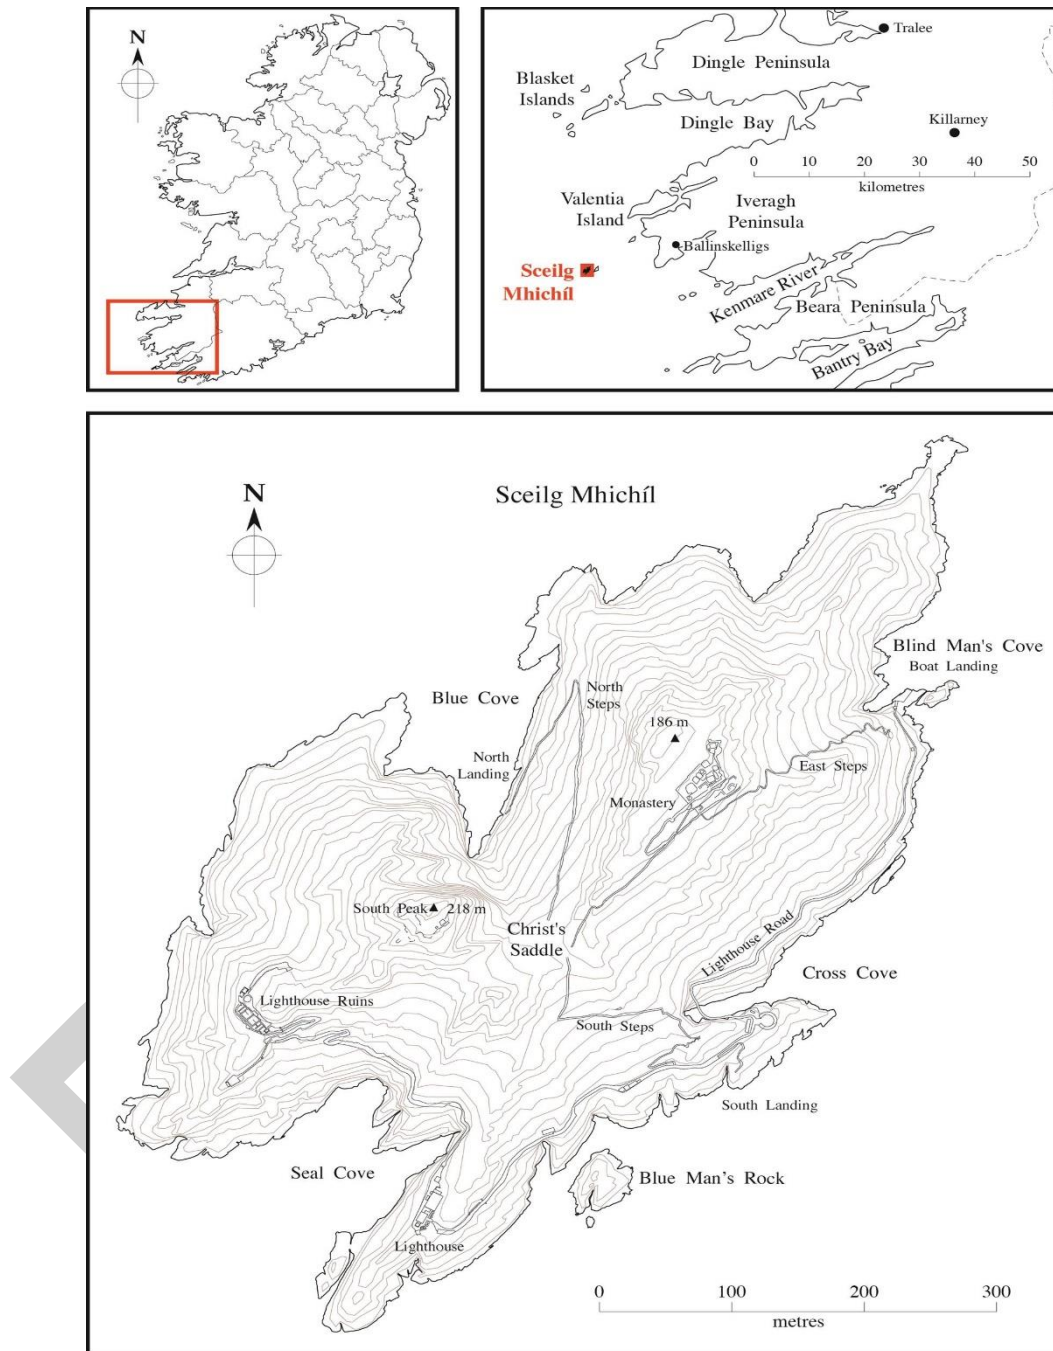 N
Tralee
Dingle Peninsula
Blasket
Islands
Dingle Bay
Killarney
0 10 20 30 40 50
kilometres
Valentia
Island
Iveragh
Peninsula
Ballinskelligs
Sceilg
Mhichíl
Kenmare River
Beara Peninsula
Bantry Bay
N
Sceilg Mhichíl
Blind Man's Cove
Boat Landing
Blue Cove
North
Steps
186 m
North
Landing
East Steps
Monastery
South Peak
218 m
Christ's
Saddle
Lighthouse Road
Cross Cove
Lighthouse Ruins
South Steps
South Landing
Seal Cove
Blue Man's Rock
Lighthouse
0 100 200 300
metres